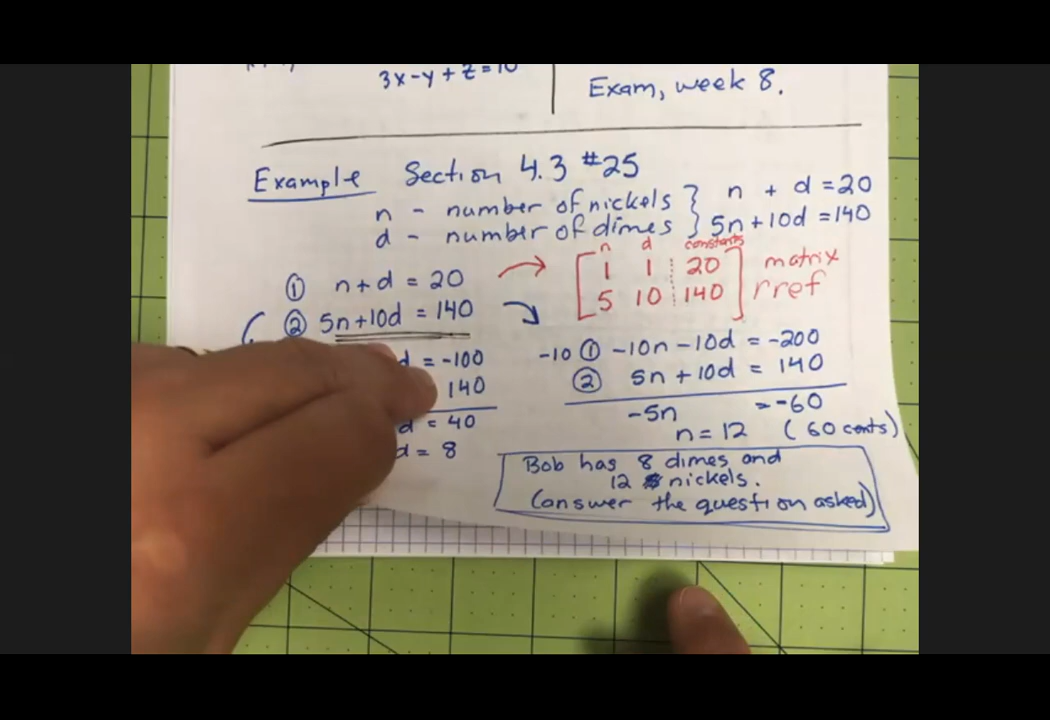 3x-y+z=10
Exam, week 8.
Example Section 4.3 #25
n - number of nickels } n + d = 20
d - number of dimes } 5n+10d = 140
n d constants
① n+d = 20
[ 1 1 20 ] matrix
② 5n+10d = 140
[ 5 10 140 ] rref
d = -100
140
d = 40
d = 8
-10 ① -10n -10d = -200
② 5n + 10d = 140
-5n = -60
n = 12 (60 cents)
Bob has 8 dimes and
12 nickels.
(answer the question asked)